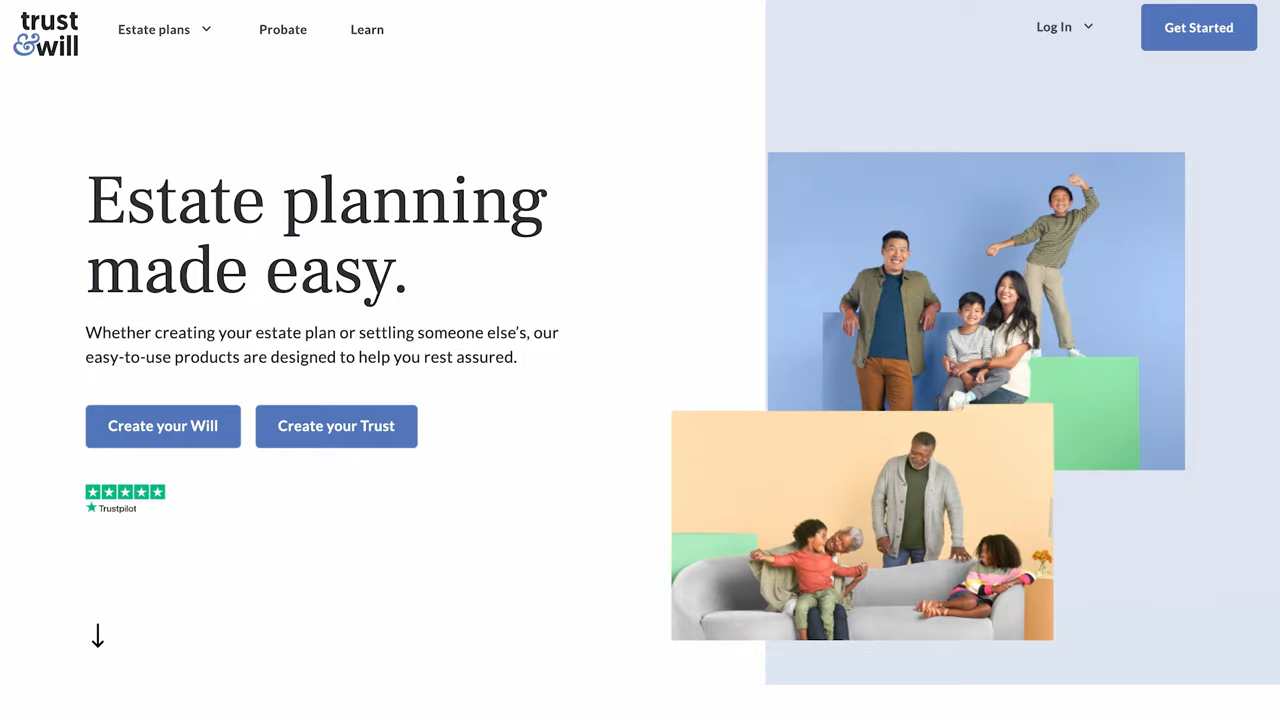 trust
&will
Estate plans
Probate
Learn
Log In
Get Started
Estate planning
made easy.
Whether creating your estate plan or settling someone else's, our
easy-to-use products are designed to help you rest assured.
Create your Will
Create your Trust
Trustpilot